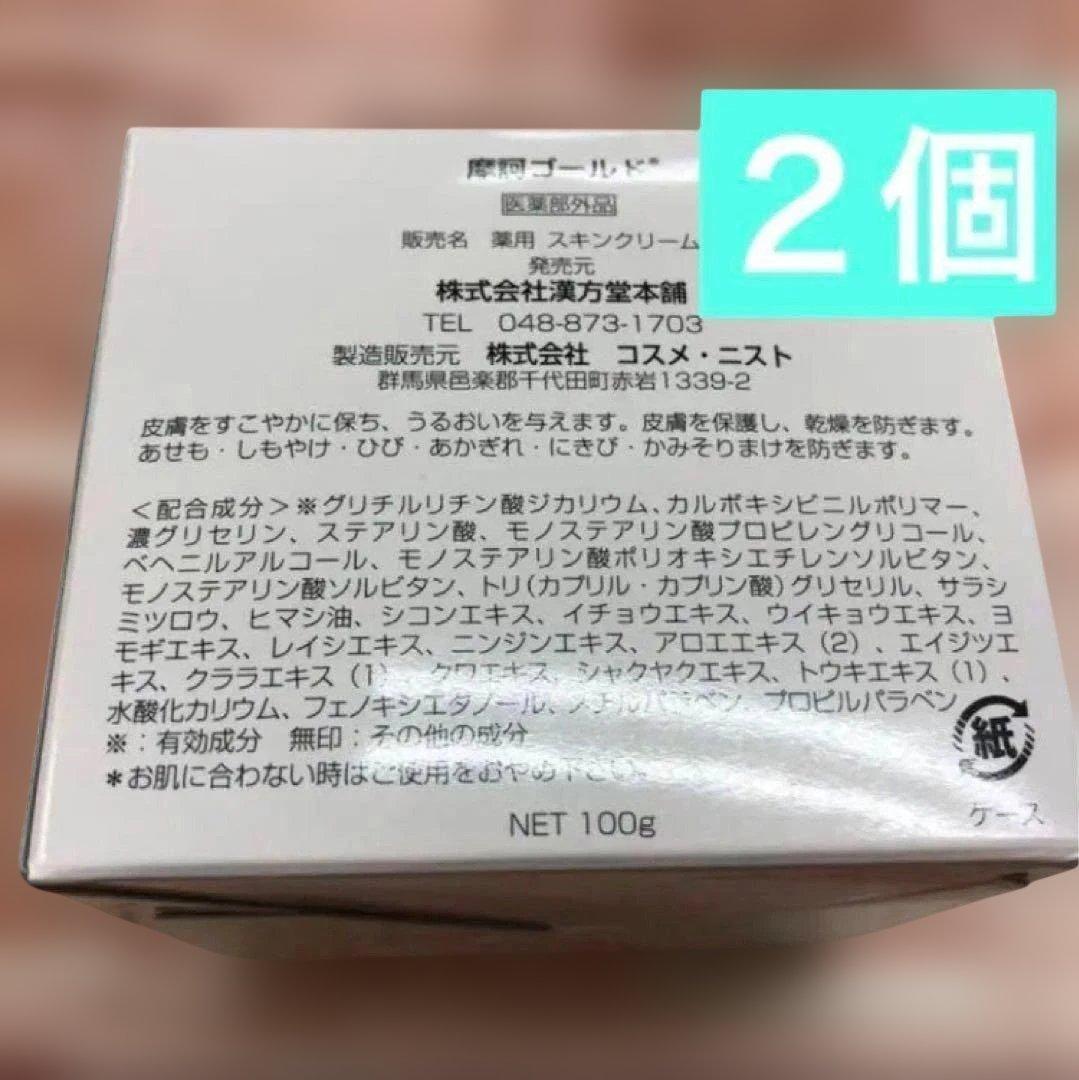 ２個
摩訶ゴールド®
医薬部外品
販売名 薬用 スキンクリーム
発売元
株式会社漢方堂本舗
TEL 048-873-1703
製造販売元 株式会社 コスメ・ニスト
群馬県邑楽郡千代田町赤岩1339-2
皮膚をすこやかに保ち、うるおいを与えます。皮膚を保護し、乾燥を防ぎます。
あせも・しもやけ・ひび・あかぎれ・にきび・かみそりまけを防ぎます。
＜配合成分＞※グリチルリチン酸ジカリウム、カルボキシビニルポリマー、
濃グリセリン、ステアリン酸、モノステアリン酸プロピレングリコール、
ベヘニルアルコール、モノステアリン酸ポリオキシエチレンソルビタン、
モノステアリン酸ソルビタン、トリ(カプリル・カプリン酸)グリセリル、サラシ
ミツロウ、ヒマシ油、シコンエキス、イチョウエキス、ウイキョウエキス、ヨ
モギエキス、レイシエキス、ニンジンエキス、アロエエキス(2)、エイジツエ
キス、クララエキス(1)、クワエキス、シャクヤクエキス、トウキエキス(1)、
水酸化カリウム、フェノキシエタノール、メチルパラベン、プロピルパラベン
※：有効成分 無印：その他の成分
＊お肌に合わない時はご使用をおやめ下さい。
紙
ケース
NET 100g